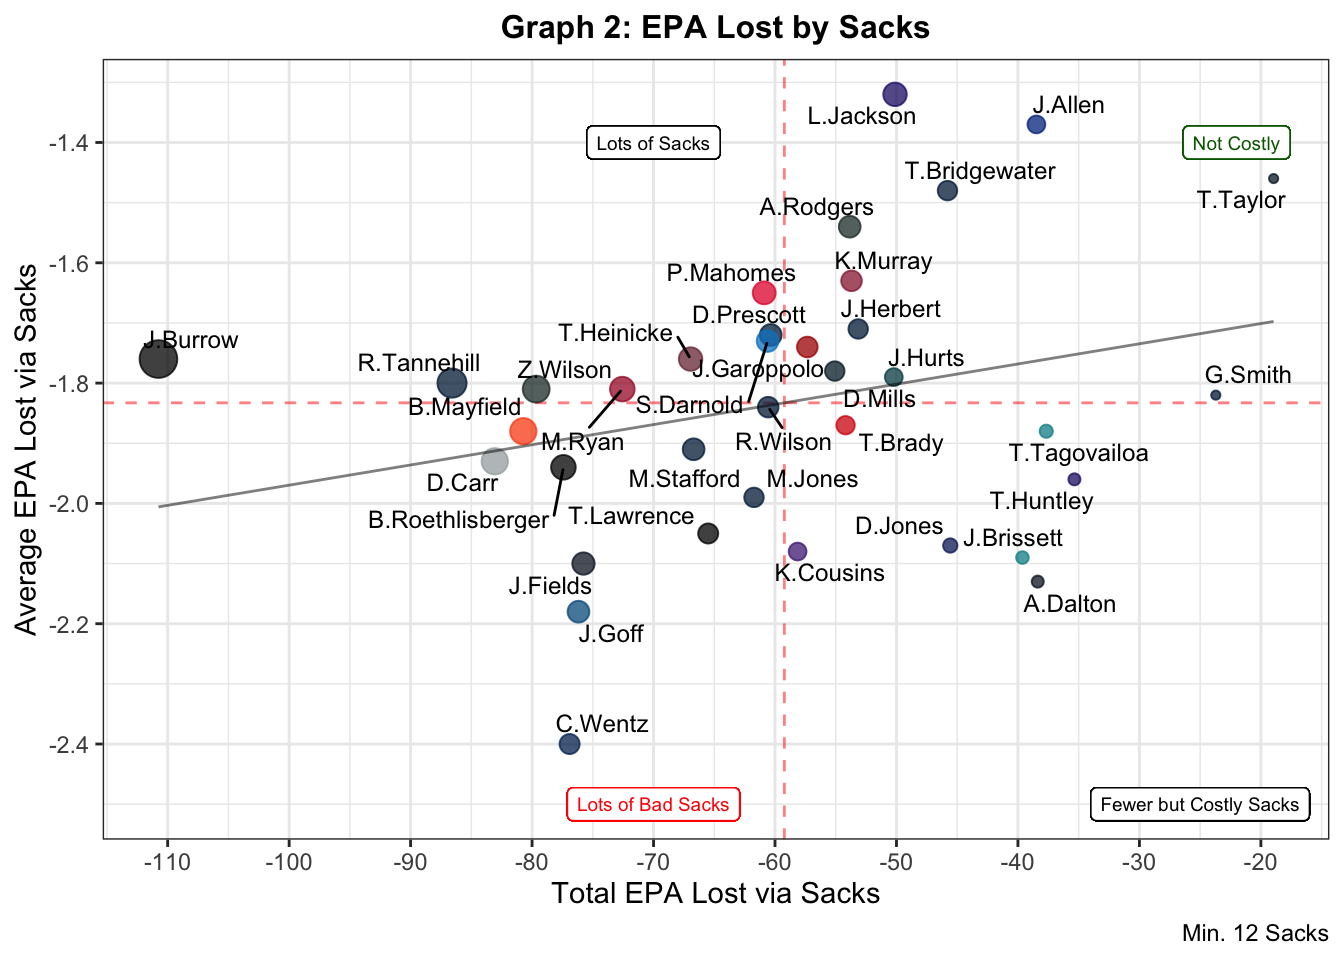 Graph 2: EPA Lost by Sacks
Average EPA Lost via Sacks
-1.4
-1.6
-1.8
-2.0
-2.2
-2.4
L.Jackson
J.Allen
Lots of Sacks
Not Costly
T.Bridgewater
T.Taylor
A.Rodgers
K.Murray
P.Mahomes
D.Prescott
J.Herbert
T.Heinicke
J.Burrow
R.Tannehill
Z.Wilson
J.Garoppolo
J.Hurts
G.Smith
B.Mayfield
S.Darnold
D.Mills
M.Ryan
R.Wilson
T.Brady
T.Tagovailoa
D.Carr
M.Stafford
M.Jones
T.Huntley
B.Roethlisberger
T.Lawrence
D.Jones
J.Brissett
K.Cousins
J.Fields
A.Dalton
J.Goff
C.Wentz
Lots of Bad Sacks
Fewer but Costly Sacks
-110
-100
-90
-80
-70
-60
-50
-40
-30
-20
Total EPA Lost via Sacks
Min. 12 Sacks